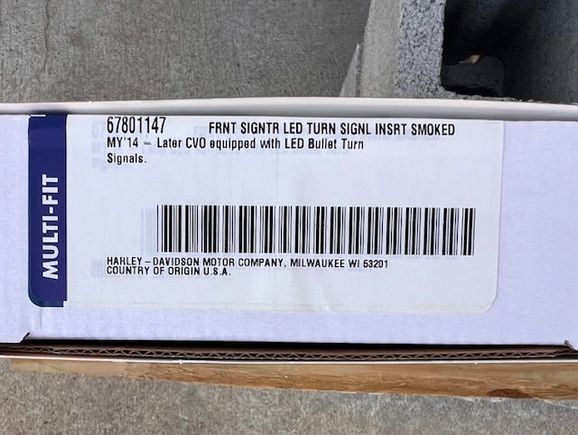 MULTI-FIT
67801147 FRNT SIGNTR LED TURN SIGNL INSRT SMOKED
MY'14 – Later CVO equipped with LED Bullet Turn
Signals.
HARLEY-DAVIDSON MOTOR COMPANY, MILWAUKEE WI 53201
COUNTRY OF ORIGIN U.S.A.